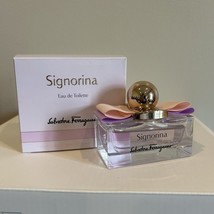 Signorina
Eau de Toilette
Salvatore Ferragamo
Signorina
Salvatore Ferragamo